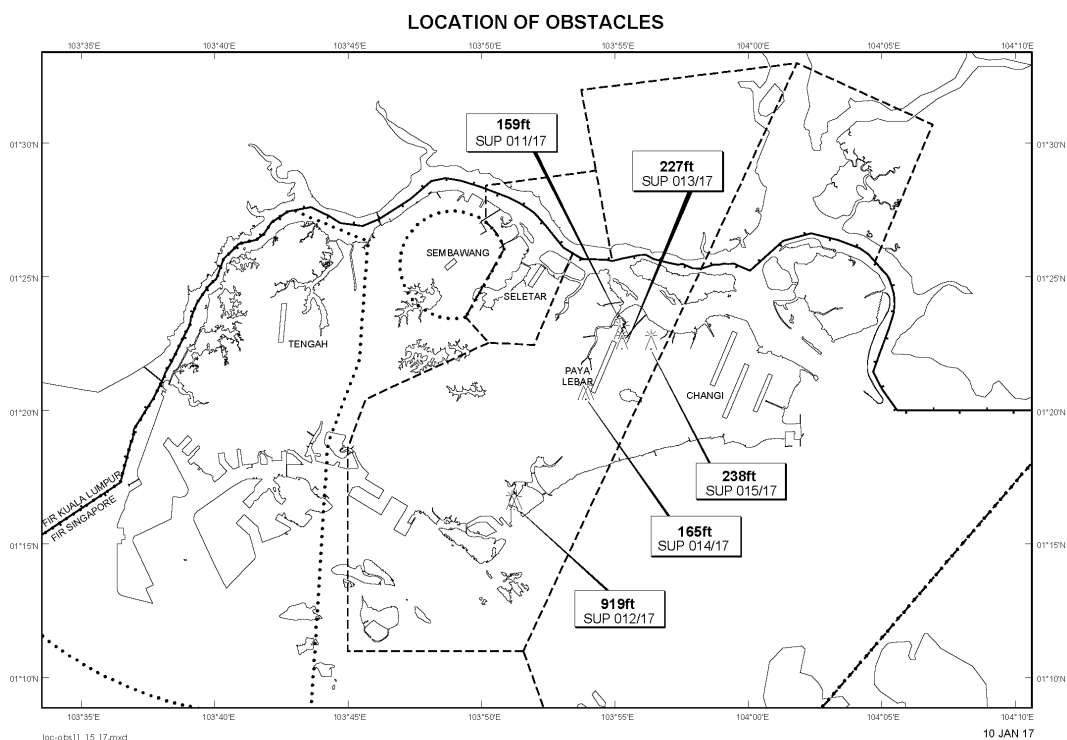 LOCATION OF OBSTACLES
103°35'E
103°40'E
103°45'E
103°50'E
103°55'E
104°00'E
104°05'E
104°10'E
01°30'N
01°30'N
159ft
SUP 011/17
227ft
SUP 013/17
SEMBAWANG
01°25'N
01°25'N
SELETAR
TENGAH
PAYA
LEBAR
CHANGI
01°20'N
01°20'N
238ft
SUP 015/17
FIR KUALA LUMPUR
FIR SINGAPORE
165ft
SUP 014/17
01°15'N
01°15'N
919ft
SUP 012/17
01°10'N
01°10'N
103°35'E
103°40'E
103°45'E
103°50'E
103°55'E
104°00'E
104°05'E
104°10'E
loc-obs11_15_17.mxd
10 JAN 17